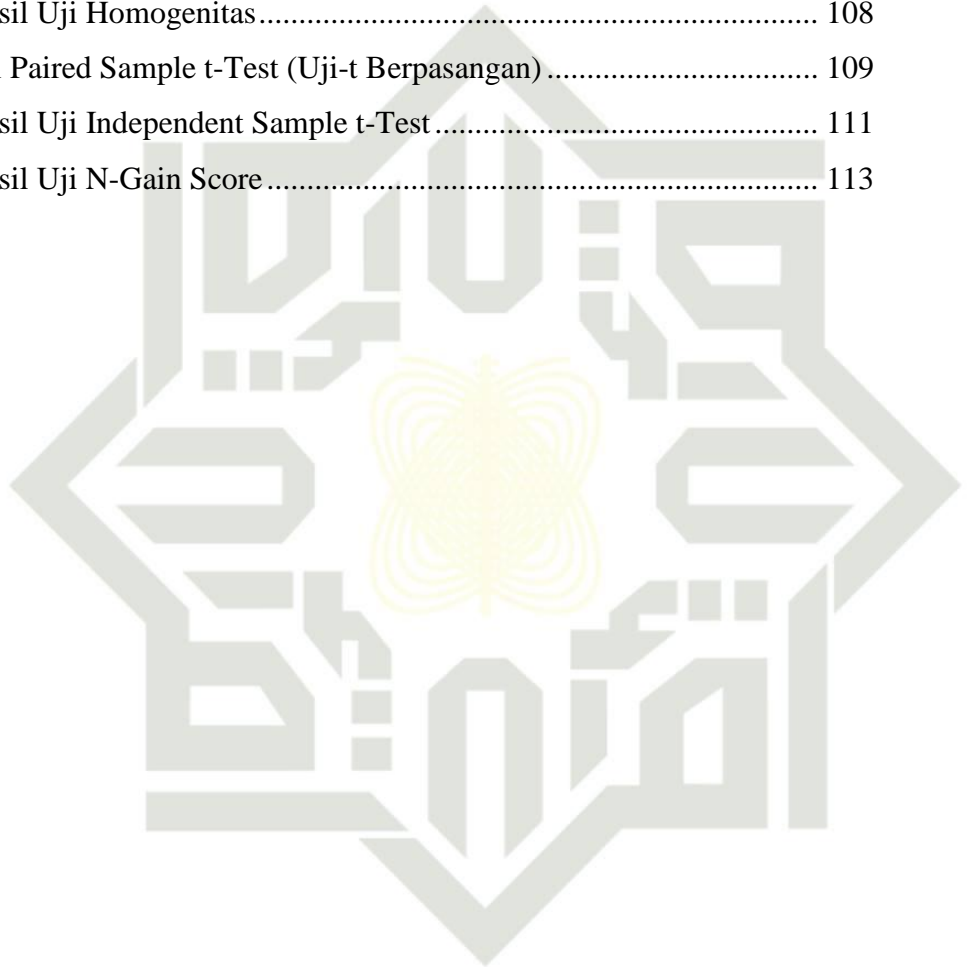 sil Uji Homogenitas........................................................................... 108
Paired Sample t-Test (Uji-t Berpasangan).................................... 109
sil Uji Independent Sample t-Test................................................... 111
sil Uji N-Gain Score.......................................................................... 113